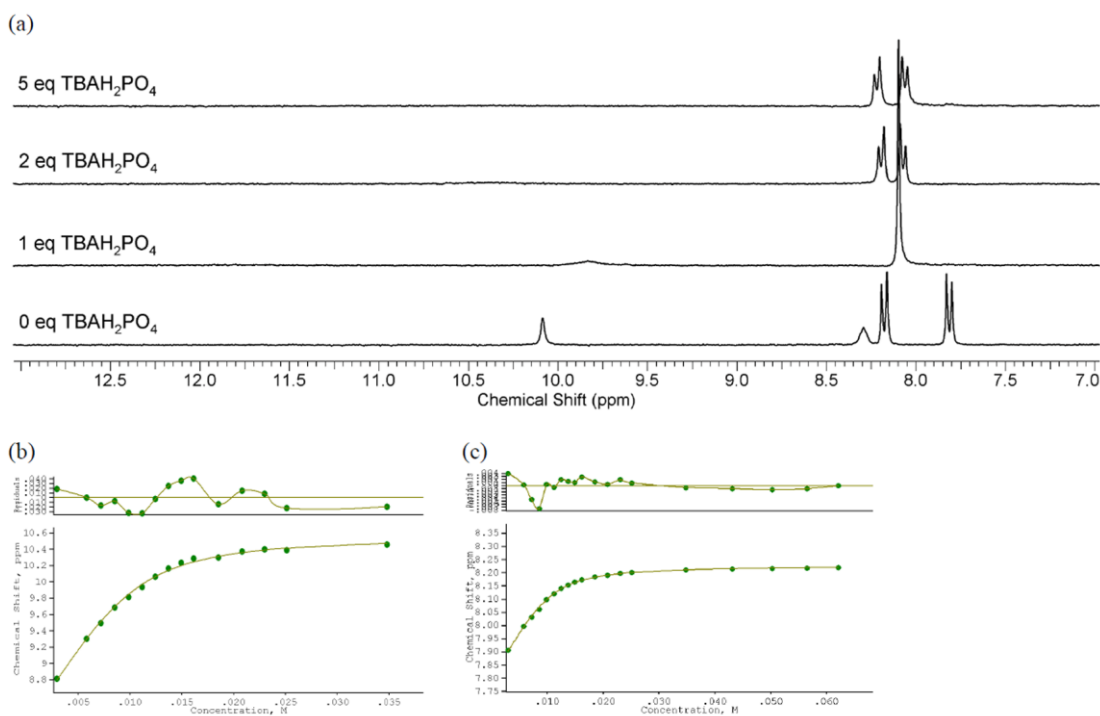 (a)
5 eq TBAH₂PO₄
2 eq TBAH₂PO₄
1 eq TBAH₂PO₄
0 eq TBAH₂PO₄
12.5 12.0 11.5 11.0 10.5 10.0 9.5 9.0 8.5 8.0 7.5 7.0
Chemical Shift (ppm)
(b)
10.6
10.4
10.2
10
9.8
9.6
9.4
9.2
9
8.8
Chemical Shift, ppm
.005 .010 .015 .020 .025 .030 .035
Concentration, M
(c)
.004
8.35
8.30
8.25
8.20
8.15
8.10
8.05
8.00
7.95
7.90
7.85
7.80
7.75
Chemical Shift, ppm
.010 .020 .030 .040 .050 .060
Concentration, M